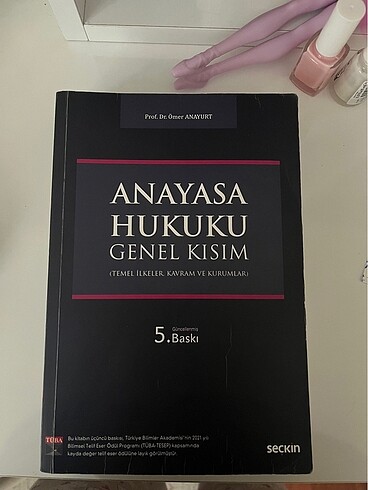 Prof. Dr. Ömer ANAYURT
ANAYASA
HUKUKU
GENEL KISIM
(TEMEL İLKELER, KAVRAM VE KURUMLAR)
Güncellenmiş
5.Baskı
TÜBA
Bu kitabın üçüncü baskısı, Türkiye Bilimler Akademisi'nin 2021 yılı
Bilimsel Telif Eser Ödül Programı (TÜBA-TESEP) kapsamında
kayda değer telif eser ödülüne layık görülmüştür.
seçkin